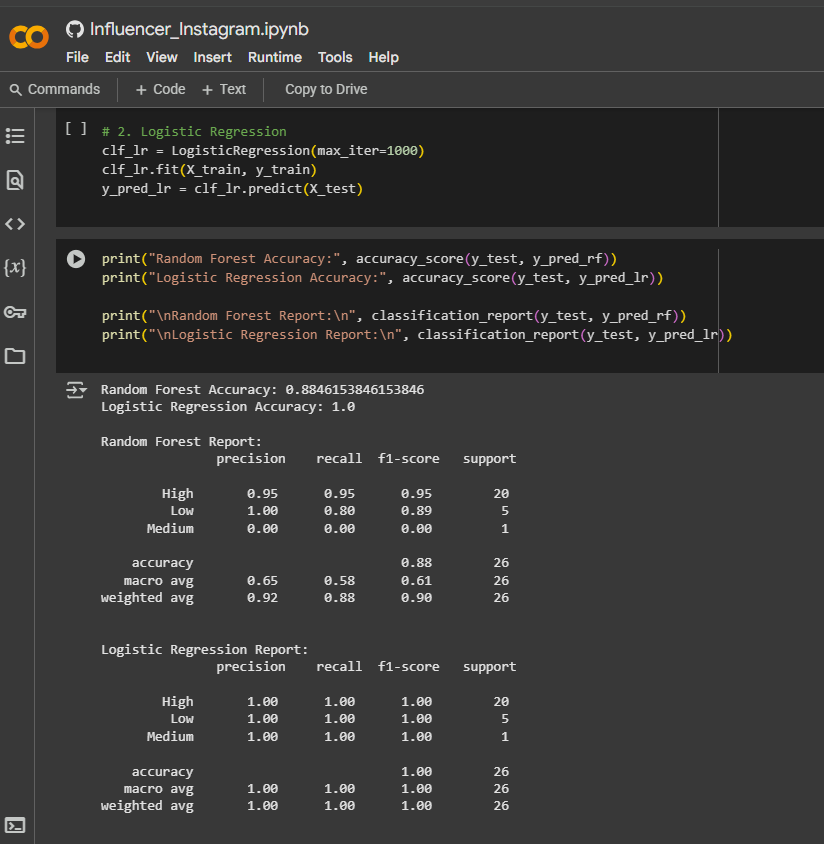 Influencer_Instagram.ipynb
File Edit View Insert Runtime Tools Help
Commands + Code + Text Copy to Drive
[ ] # 2. Logistic Regression
clf_lr = LogisticRegression(max_iter=1000)
clf_lr.fit(X_train, y_train)
y_pred_lr = clf_lr.predict(X_test)
print("Random Forest Accuracy:", accuracy_score(y_test, y_pred_rf))
print("Logistic Regression Accuracy:", accuracy_score(y_test, y_pred_lr))
print("\nRandom Forest Report:\n", classification_report(y_test, y_pred_rf))
print("\nLogistic Regression Report:\n", classification_report(y_test, y_pred_lr))
{x}
Random Forest Accuracy: 0.8846153846153846
Logistic Regression Accuracy: 1.0
Random Forest Report:
precision recall f1-score support
High 0.95 0.95 0.95 20
Low 1.00 0.80 0.89 5
Medium 0.00 0.00 0.00 1
accuracy 0.88 26
macro avg 0.65 0.58 0.61 26
weighted avg 0.92 0.88 0.90 26
Logistic Regression Report:
precision recall f1-score support
High 1.00 1.00 1.00 20
Low 1.00 1.00 1.00 5
Medium 1.00 1.00 1.00 1
accuracy 1.00 26
macro avg 1.00 1.00 1.00 26
weighted avg 1.00 1.00 1.00 26